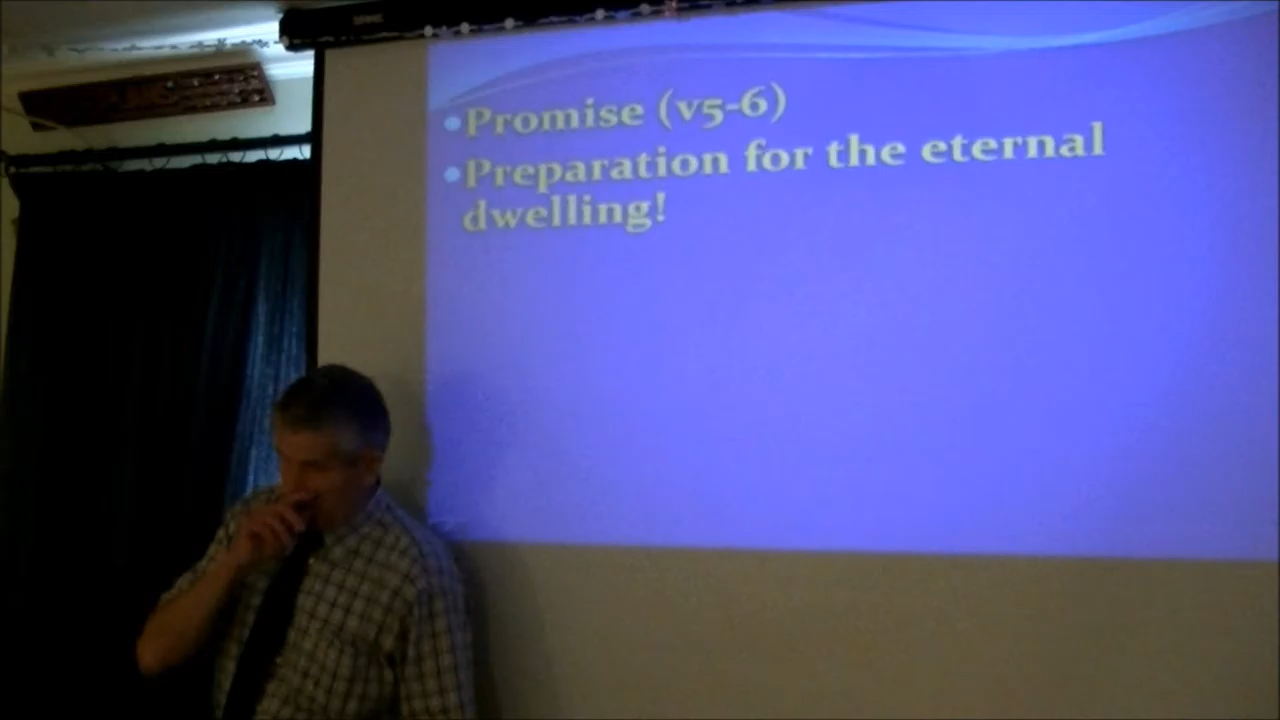 •Promise (v5-6)
•Preparation for the eternal
dwelling!